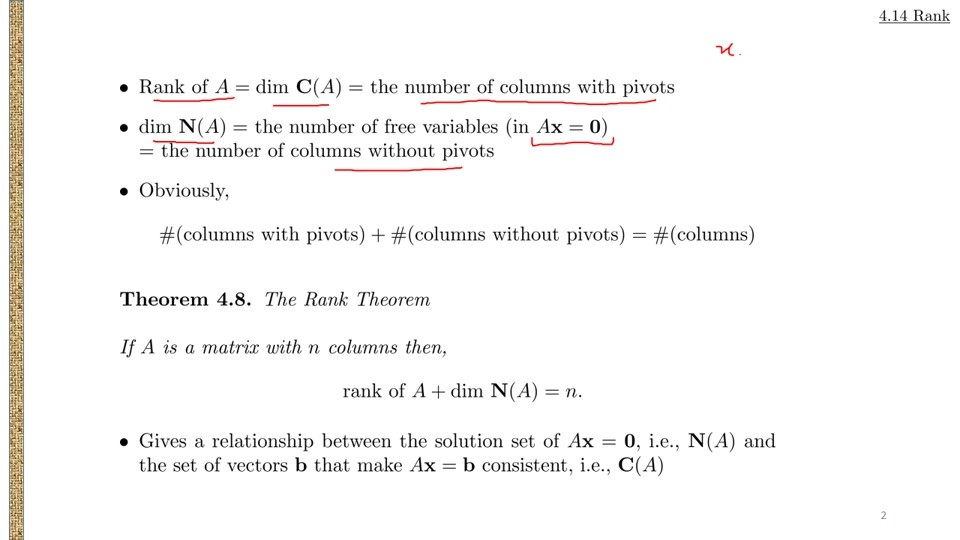 4.14 Rank
x.
• Rank of A = dim C(A) = the number of columns with pivots
• dim N(A) = the number of free variables (in Ax = 0)
= the number of columns without pivots
• Obviously,
#(columns with pivots) + #(columns without pivots) = #(columns)
Theorem 4.8. The Rank Theorem
If A is a matrix with n columns then,
rank of A + dim N(A) = n.
• Gives a relationship between the solution set of Ax = 0, i.e., N(A) and
the set of vectors b that make Ax = b consistent, i.e., C(A)
2